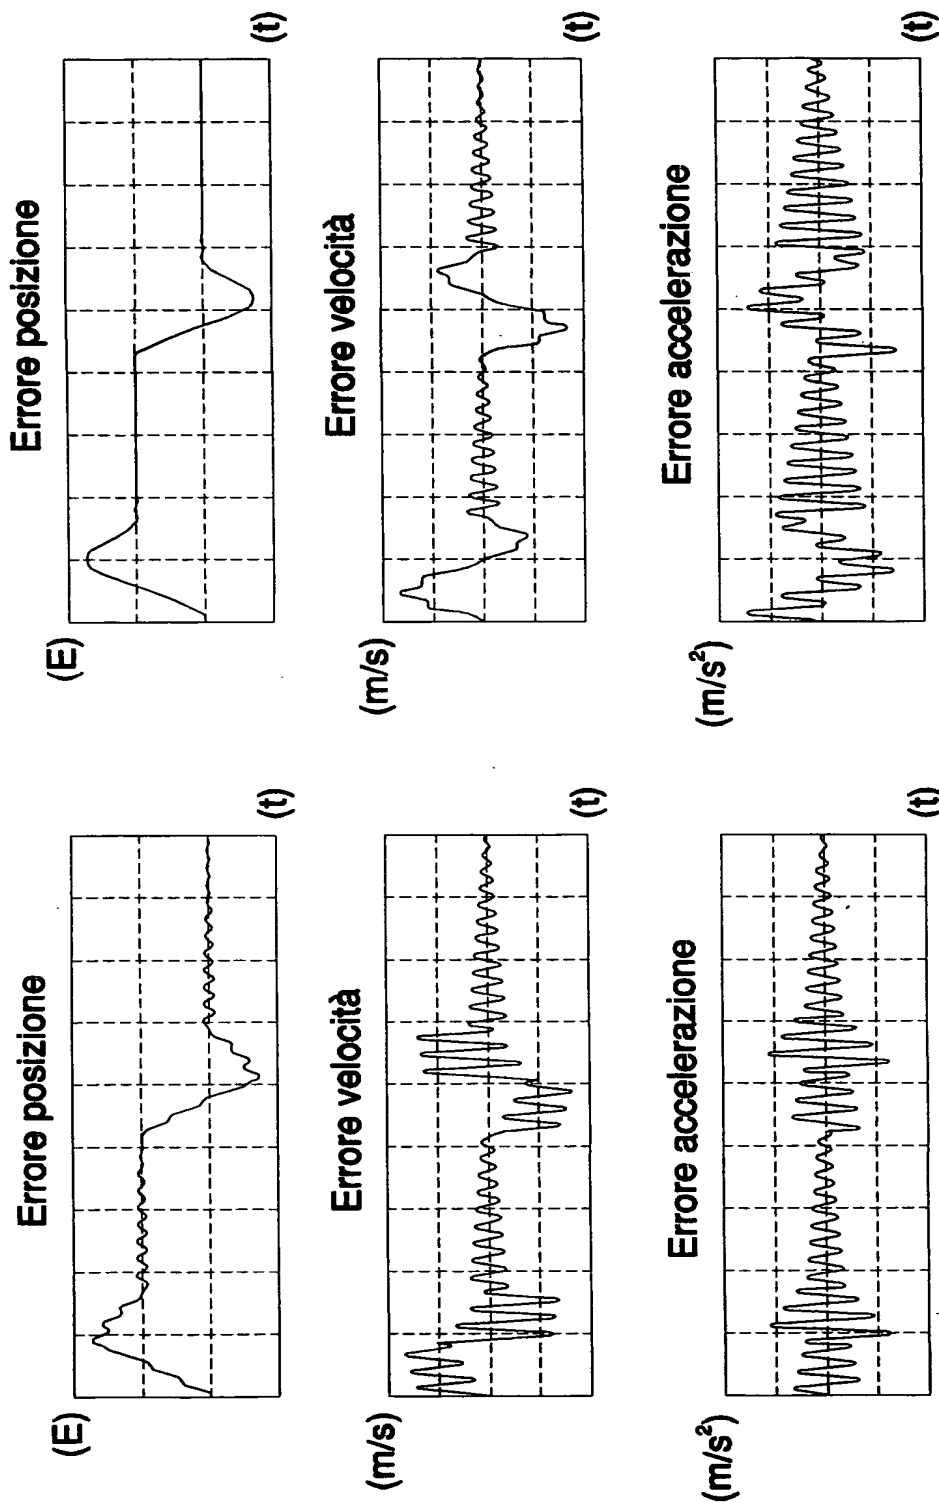 Errore posizione
(E)
(t)
Errore velocità
(m/s)
(t)
Errore accelerazione
(m/s²)
(t)
Errore posizione
(E)
(t)
Errore velocità
(m/s)
(t)
Errore accelerazione
(m/s²)
(t)